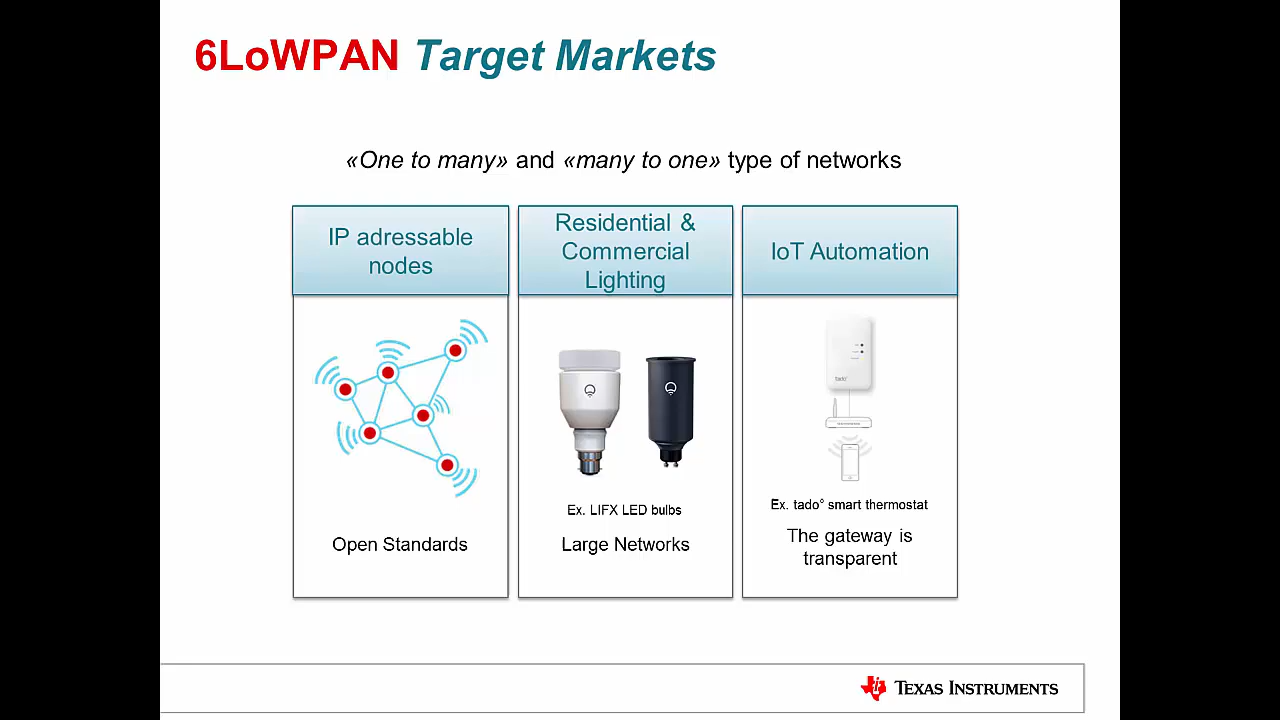 6LoWPAN Target Markets
«One to many» and «many to one» type of networks
IP adressable
nodes
Residential &
Commercial
Lighting
IoT Automation
tado°
Ex. LIFX LED bulbs
Ex. tado° smart thermostat
Open Standards
Large Networks
The gateway is
transparent
TEXAS INSTRUMENTS